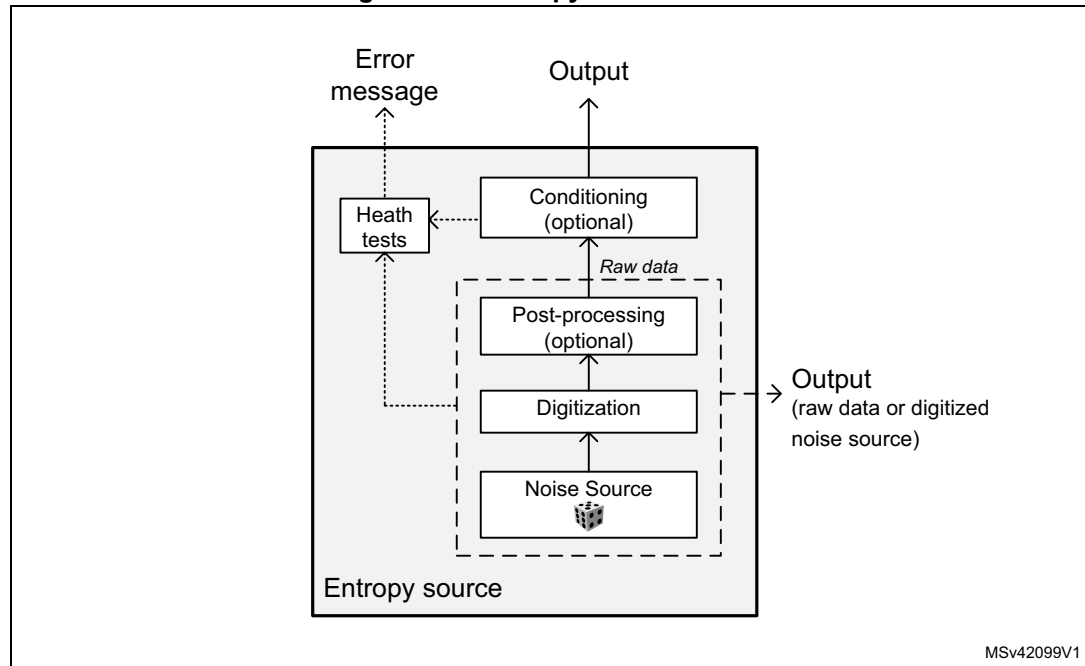 Error
message
Output
Conditioning
(optional)
Heath
tests
Raw data
Post-processing
(optional)
Digitization
Output
(raw data or digitized
noise source)
Noise Source
Entropy source
MSv42099V1